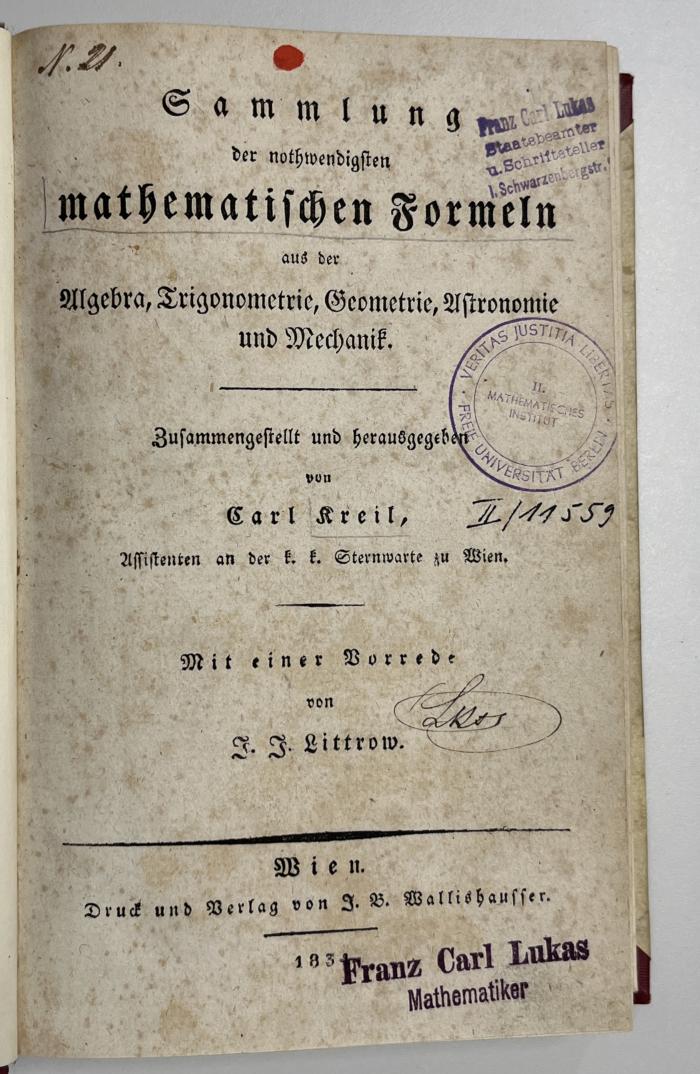 N. 21.
Sammlung
der nothwendigsten
mathematischen Formeln
aus der
Algebra, Trigonometrie, Geometrie, Astronomie
und Mechanik.
Franz Carl Lukas
Staatsbeamter
u. Schriftsteller
I. Schwarzenbergstr.
VERITAS JUSTITIA LIBERTAS
FREIE UNIVERSITÄT BERLIN
II.
MATHEMATISCHES
INSTITUT
Zusammengestellt und herausgegeben
von
Carl Kreil,
II/11559
Assistenten an der k. k. Sternwarte zu Wien.
Mit einer Vorrede
von
J. J. Littrow.
Wien.
Druck und Verlag von J. B. Wallishausser.
183
Franz Carl Lukas
Mathematiker